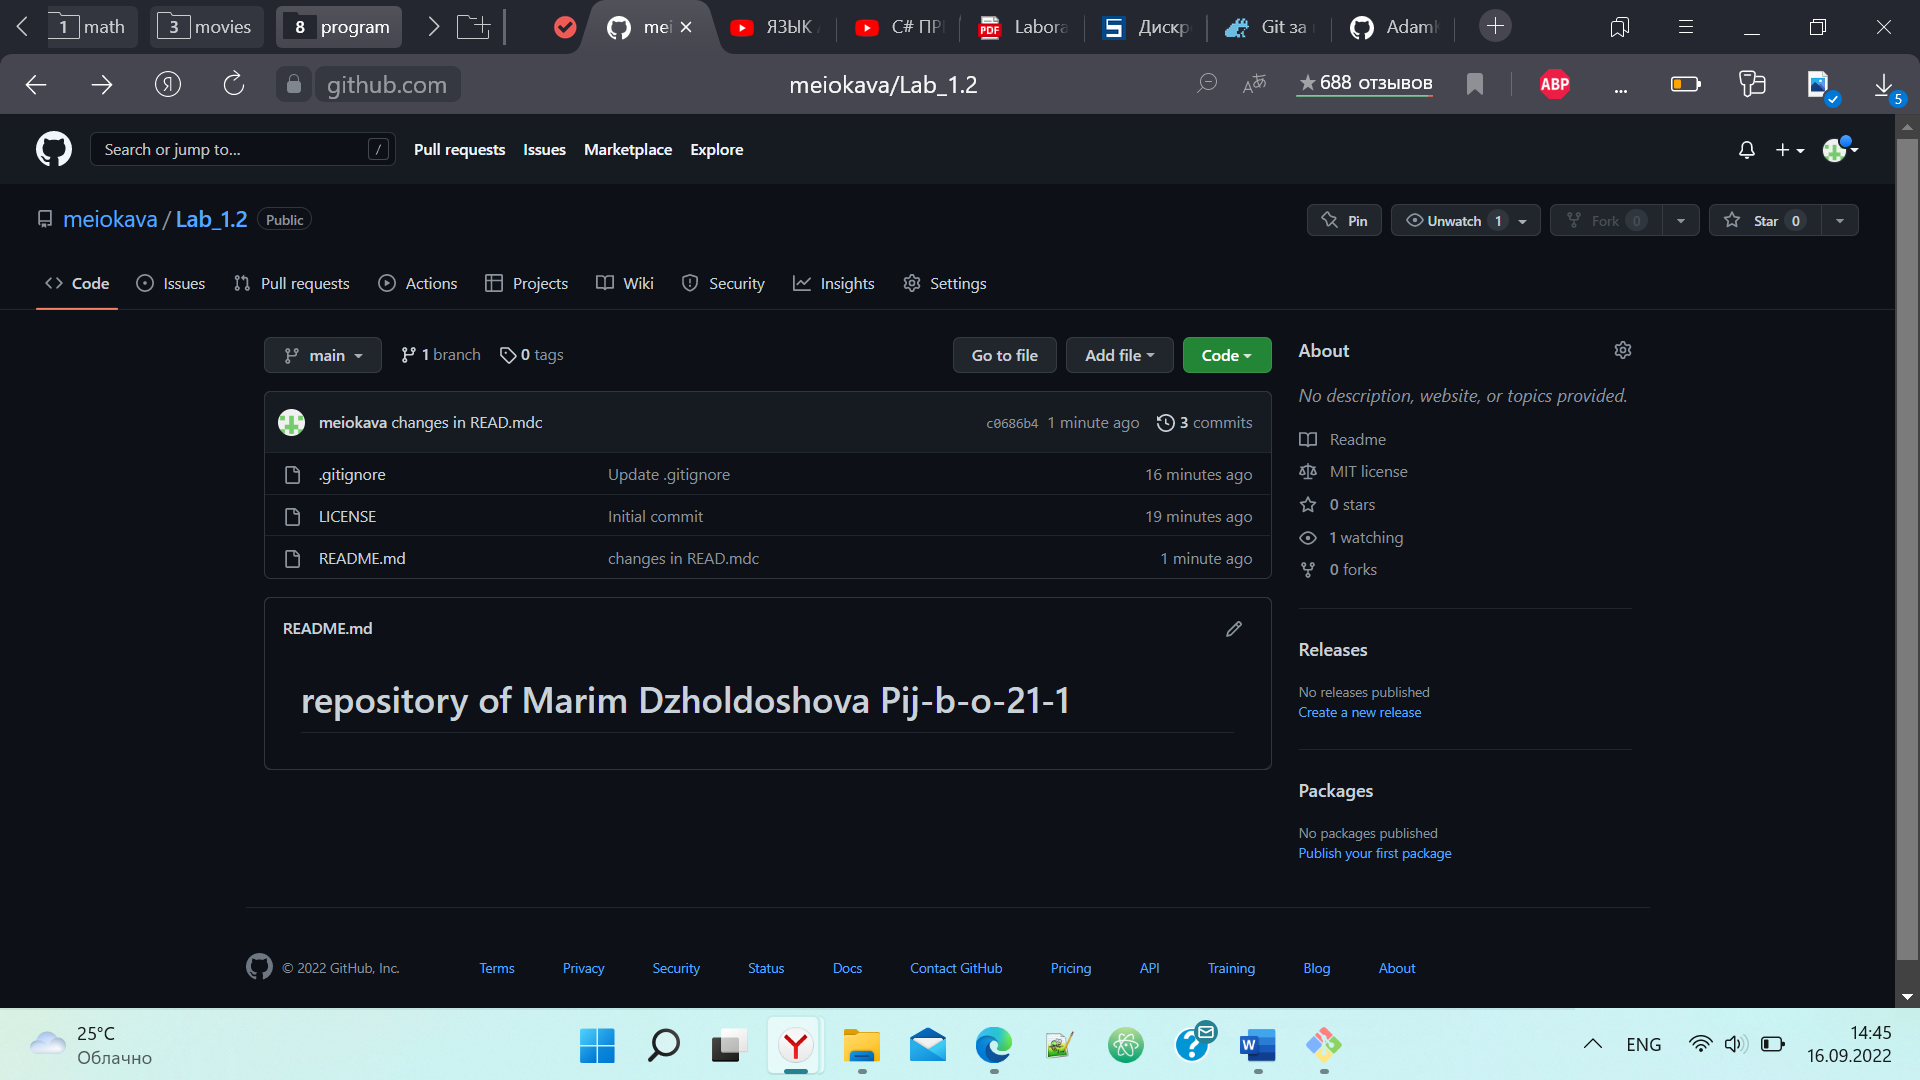 1 math
3 movies
8 program
mei
ЯЗЫК
C# ПР
Labora
Дискр
Git за
Adam
github.com
meiokava/Lab_1.2
688 отзывов
ABP
...
5
Search or jump to...
/
Pull requests
Issues
Marketplace
Explore
meiokava / Lab_1.2
Public
Pin
Unwatch 1
Fork 0
Star 0
Code
Issues
Pull requests
Actions
Projects
Wiki
Security
Insights
Settings
main
1 branch
0 tags
Go to file
Add file
Code
meiokava changes in READ.mdc
c0686b4 1 minute ago
3 commits
.gitignore
Update .gitignore
16 minutes ago
LICENSE
Initial commit
19 minutes ago
README.md
changes in READ.mdc
1 minute ago
README.md
repository of Marim Dzholdoshova Pij-b-o-21-1
About
No description, website, or topics provided.
Readme
MIT license
0 stars
1 watching
0 forks
Releases
No releases published
Create a new release
Packages
No packages published
Publish your first package
© 2022 GitHub, Inc.
Terms
Privacy
Security
Status
Docs
Contact GitHub
Pricing
API
Training
Blog
About
25°C
Облачно
ENG
14:45
16.09.2022